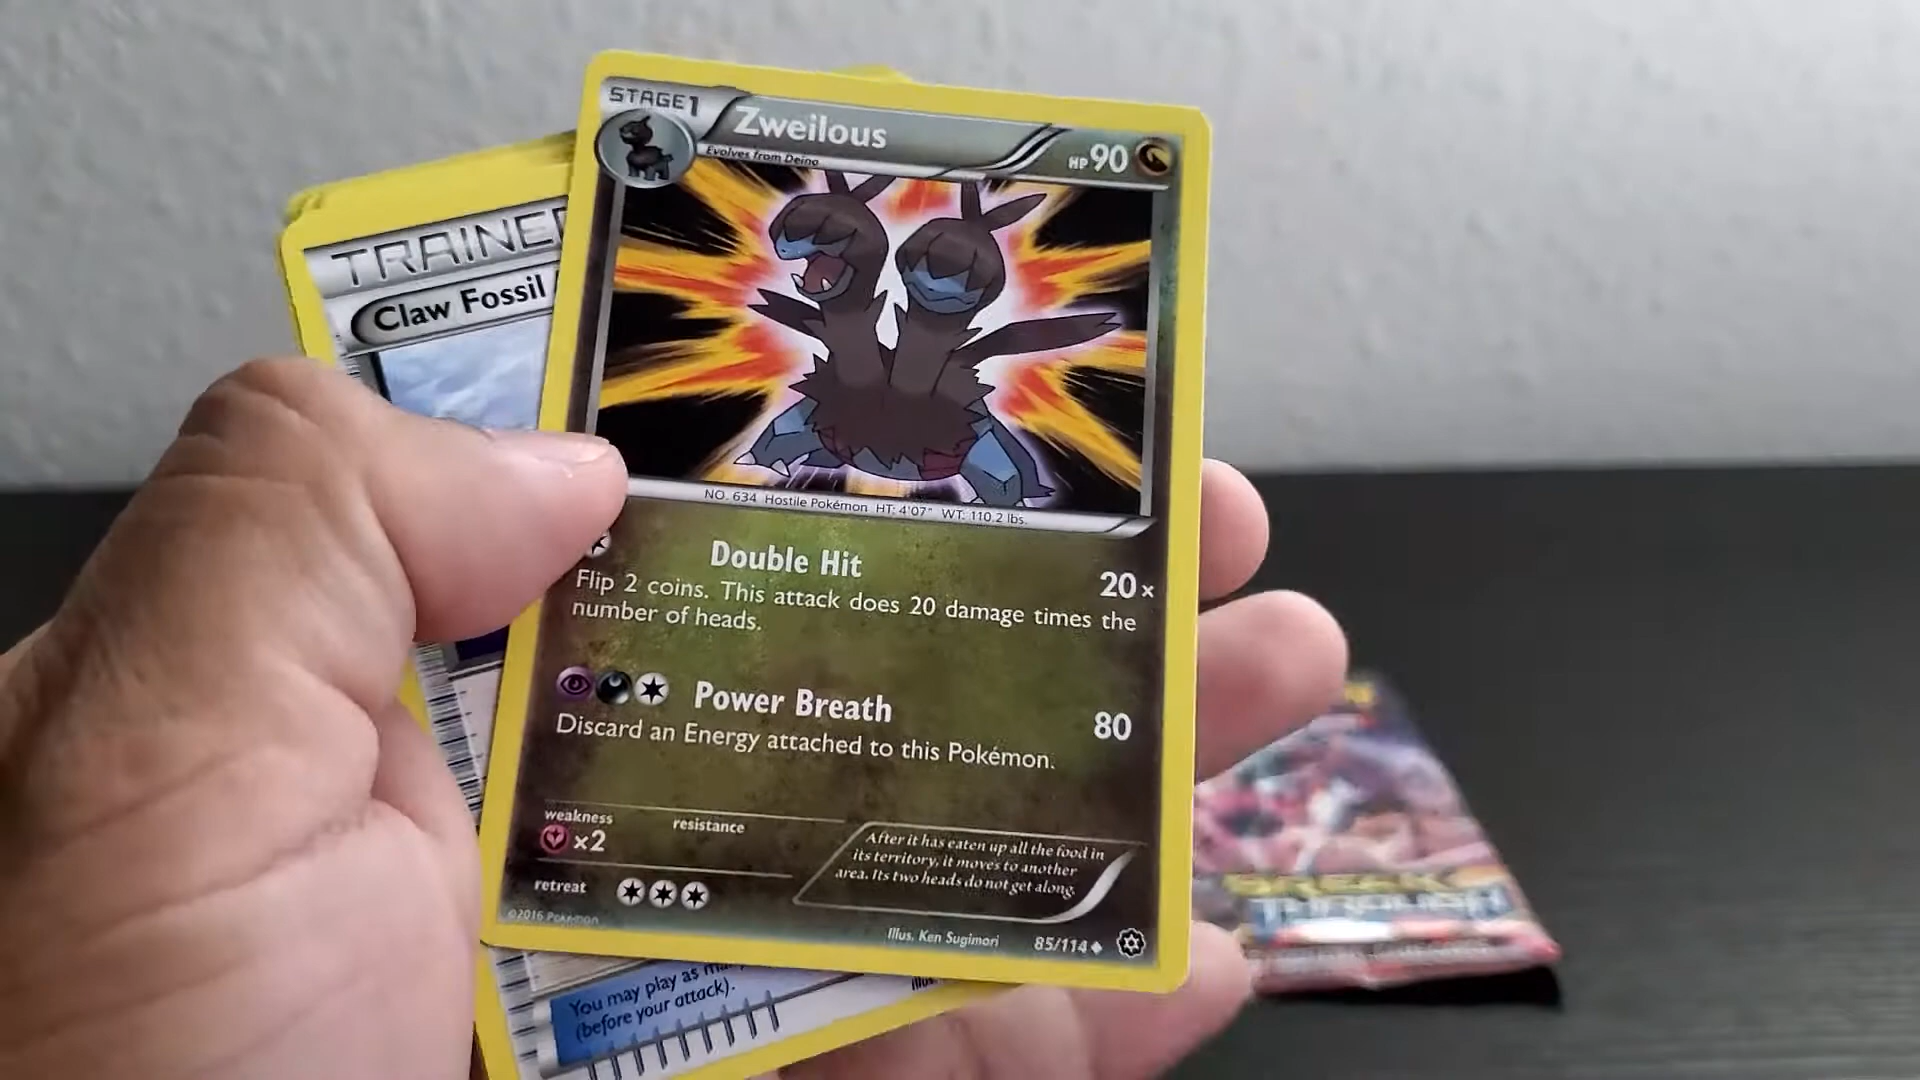 STAGE1
Zweilous
HP90
Evolves from Deino
TRAINER
Claw Fossil
NO. 634 Hostile Pokémon HT: 4'07" WT: 110.2 lbs.
Double Hit
20×
Flip 2 coins. This attack does 20 damage times the
number of heads.
Power Breath
80
Discard an Energy attached to this Pokémon.
weakness
resistance
×2
retreat
After it has eaten up all the food in
its territory, it moves to another
area. Its two heads do not get along.
©2016 Pokémon
Illus. Ken Sugimori
85/114
You may play as
(before your attack).
Illus.
BREAK
THROUGH